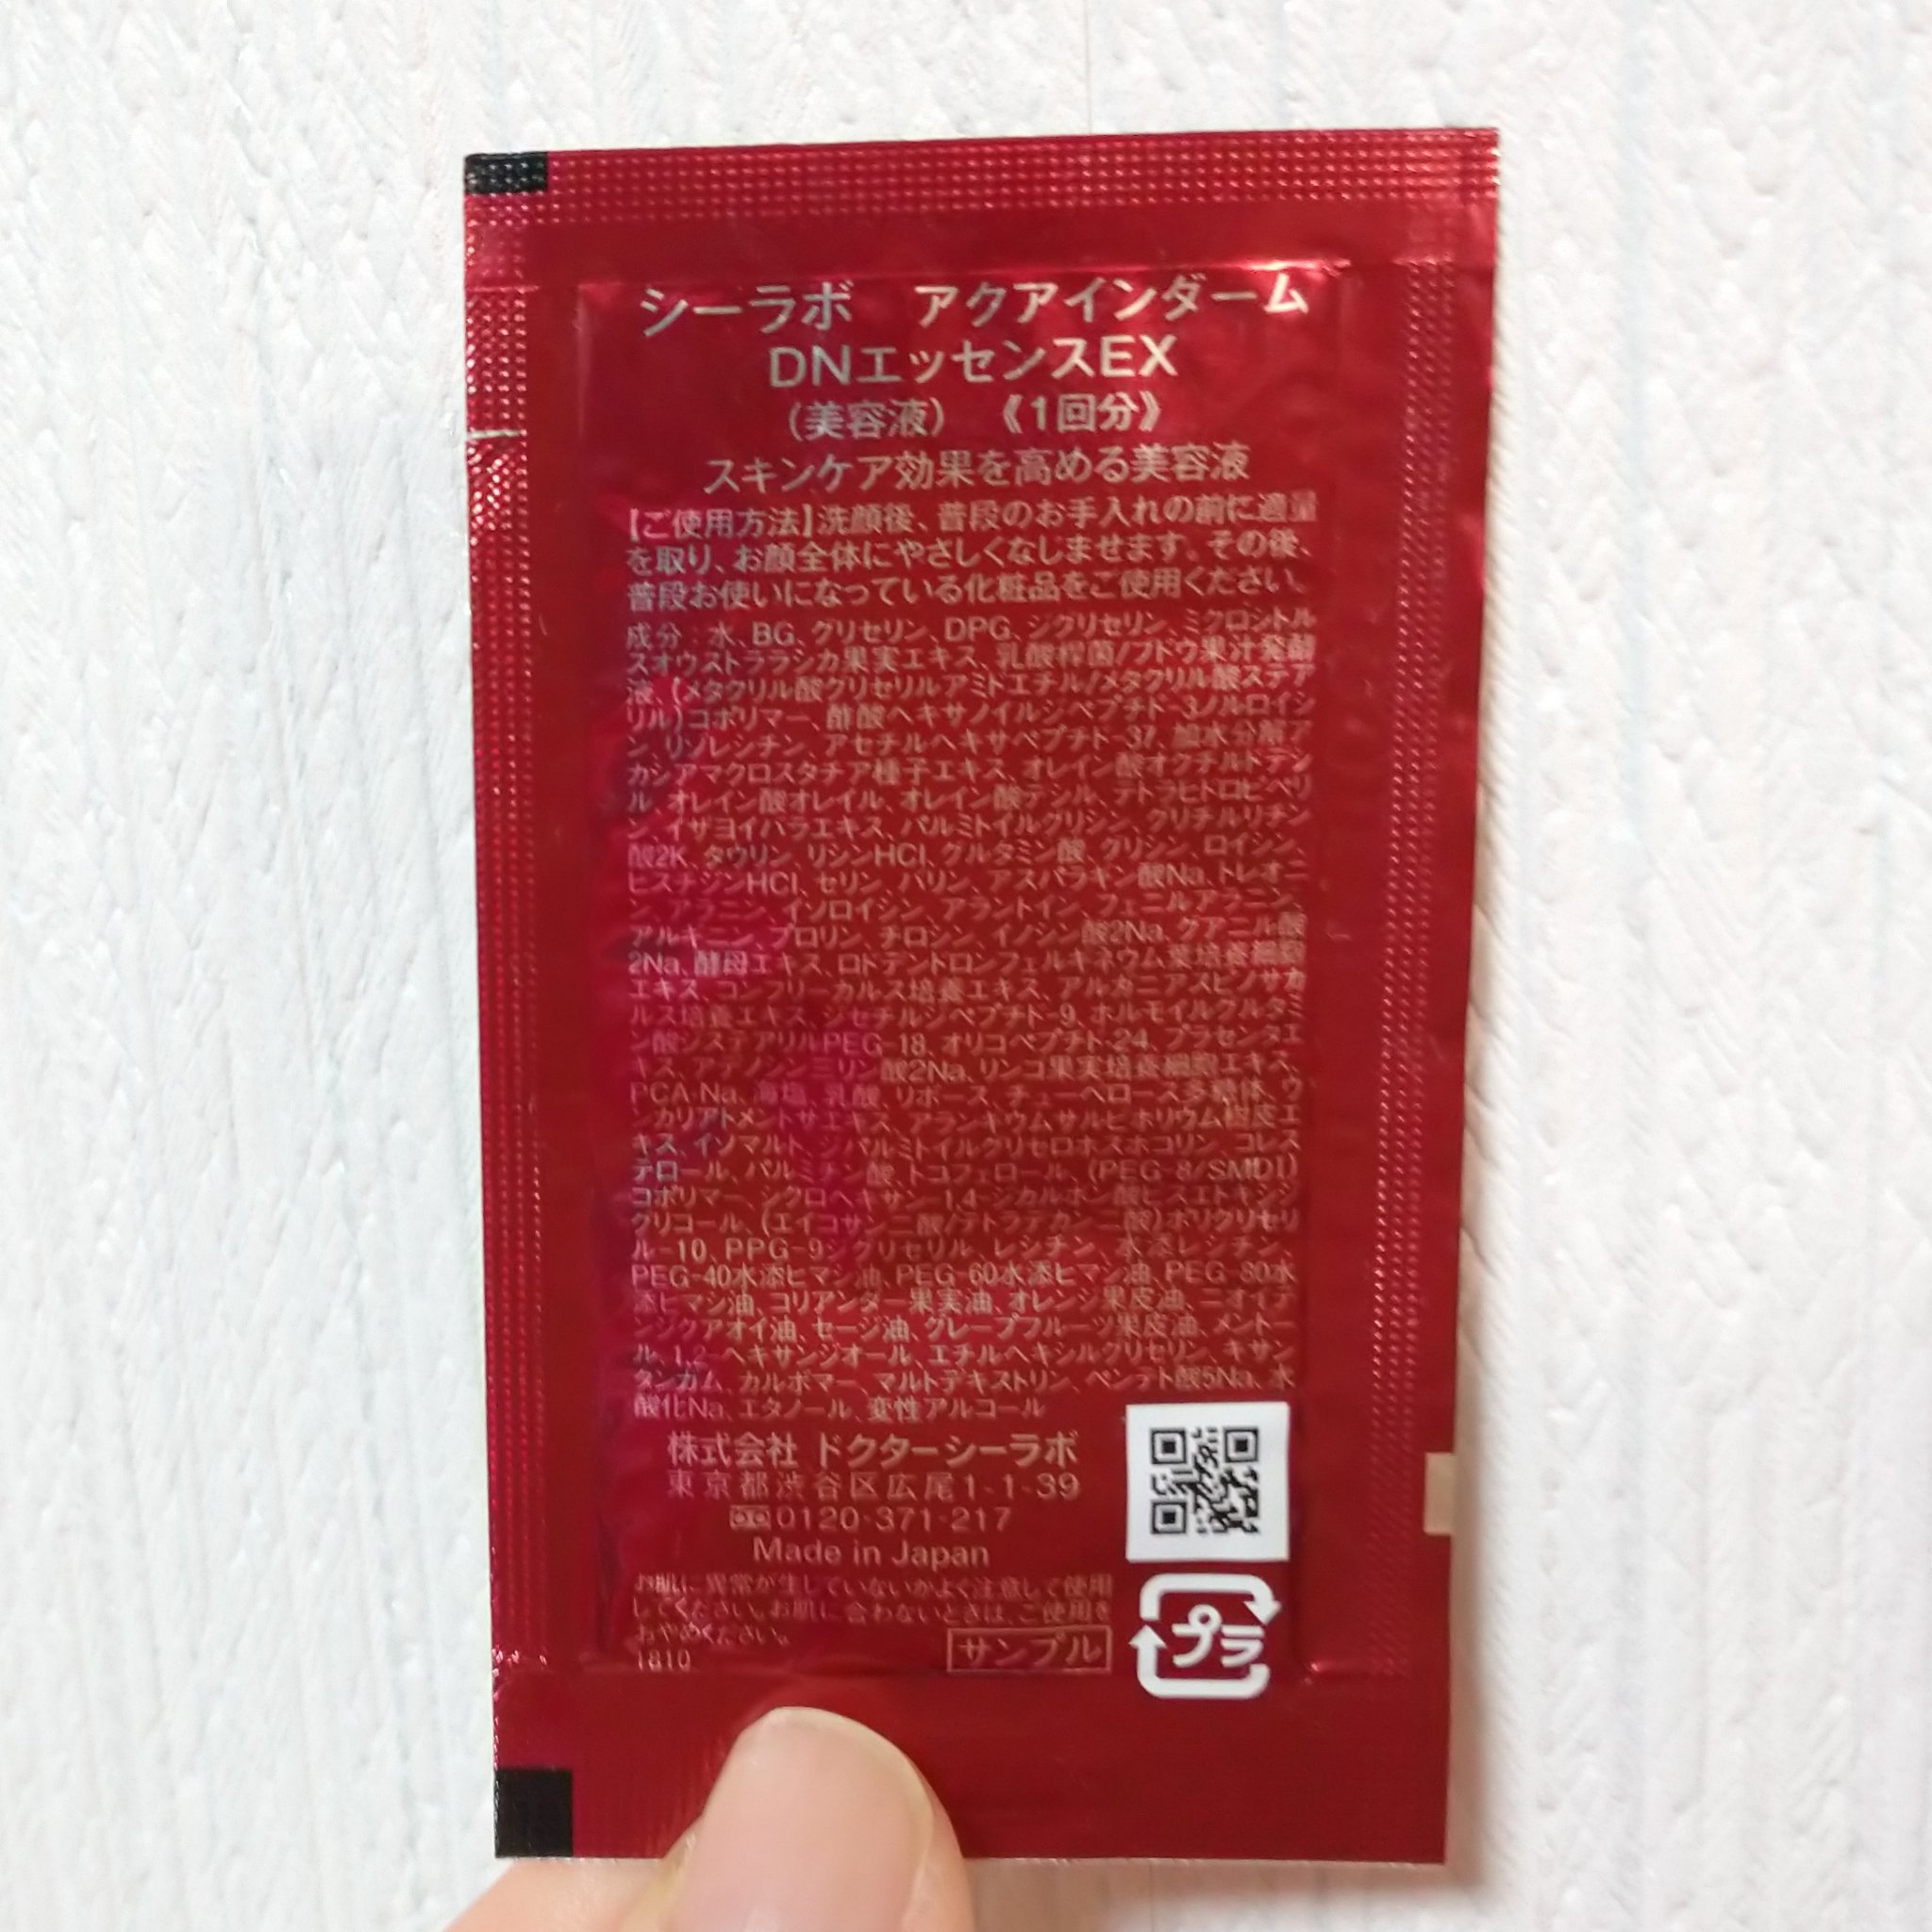 シーラボ　アクアインダーム
DNエッセンスEX
(美容液)　《1回分》
スキンケア効果を高める美容液
【ご使用方法】洗顔後、普段のお手入れの前に適量
を取り、お顔全体にやさしくなじませます。その後、
普段お使いになっている化粧品をご使用ください。
成分：水、BG、グリセリン、DPG、ジグリセリン、ミクロシトル
スオウストララシカ果実エキス、乳酸桿菌/ブドウ果汁発酵
液、(メタクリル酸グリセリルアミドエチル/メタクリル酸ステア
リル)コポリマー、酢酸ヘキサノイルジペプチド-3ノルロイシ
ン、リゾレシチン、アセチルヘキサペプチド-37、加水分解ア
カシアマクロスタチア種子エキス、オレイン酸オクチルドデシ
ル、オレイン酸オレイル、オレイン酸デシル、テトラヒドロピペリ
ン、イザヨイバラエキス、パルミトイルグリシン、グリチルリチン
酸2K、タウリン、リシンHCl、グルタミン酸、グリシン、ロイシン、
ヒスチジンHCl、セリン、バリン、アスパラギン酸Na、トレオニ
ン、アラニン、イソロイシン、アラントイン、フェニルアラニン、
アルギニン、プロリン、チロシン、イノシン酸2Na、グアニル酸
2Na、酵母エキス、ロドデンドロンフェルギネウム葉培養細胞
エキス、コンフリーカルス培養エキス、アルガニアスピノサカ
ルス培養エキス、ジセチルジペプチド-9、ホルモイルグルタミ
ン酸ジステアリルPEG-18、オリゴペプチド-24、プラセンタエ
キス、アデノシン三リン酸2Na、リンゴ果実培養細胞エキス、
PCA-Na、海塩、乳酸、リボース、チューベロース多糖体、ウ
ンカリアトメントサエキス、アランギウムサルビホリウム樹皮エ
キス、イソマルト、ジパルミトイルグリセロホスホコリン、コレス
テロール、パルミチン酸、トコフェロール、(PEG-8/SMDI)
コポリマー、シクロヘキサン-1,4-ジカルボン酸ビスエトキシジ
グリコール、(エイコサン二酸/テトラデカン二酸)ポリグリセリ
ル-10、PPG-9ジグリセリル、レシチン、水添レシチン、
PEG-40水添ヒマシ油、PEG-60水添ヒマシ油、PEG-80水
添ヒマシ油、コリアンダー果実油、オレンジ果皮油、ニオイテ
ンジクアオイ油、セージ油、グレープフルーツ果皮油、メントー
ル、1,2-ヘキサンジオール、エチルヘキシルグリセリン、キサン
タンガム、カルボマー、マルトデキストリン、ペンテト酸5Na、水
酸化Na、エタノール、変性アルコール
株式会社 ドクターシーラボ
東京都渋谷区広尾1-1-39
0120-371-217
Made in Japan
お肌に異常が生じていないかよく注意して使用
してください。お肌に合わないときは、ご使用を
おやめください。
サンプル
1810
プラ